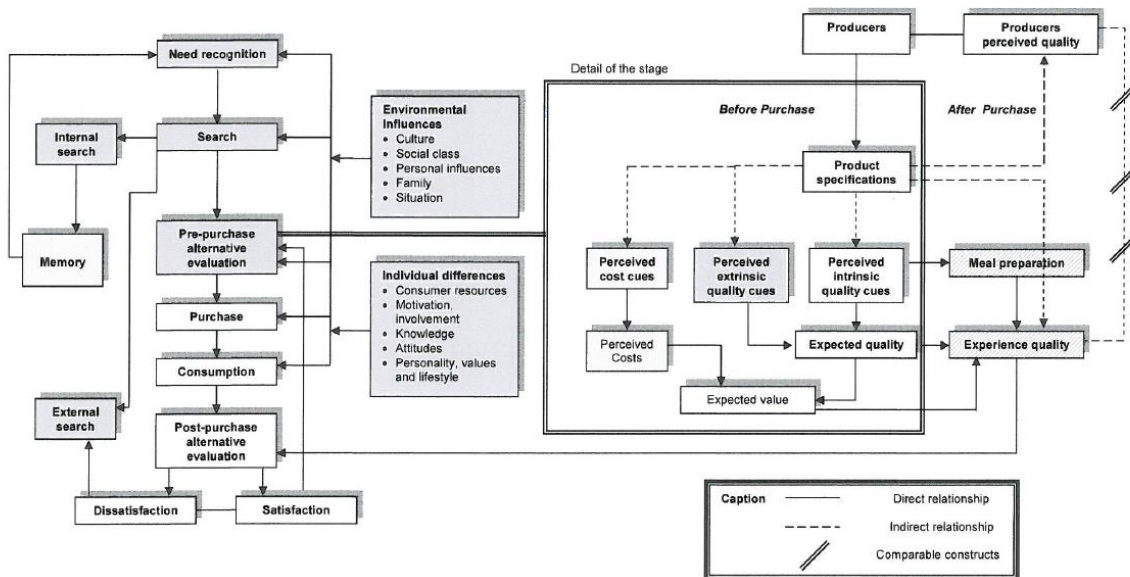 Need recognition
Search
Internal
search
Memory
Pre-purchase
alternative
evaluation
Purchase
Consumption
External
search
Post-purchase
alternative
evaluation
Dissatisfaction
Satisfaction
Environmental
Influences
• Culture
• Social class
• Personal influences
• Family
• Situation
Individual differences
• Consumer resources
• Motivation,
involvement
• Knowledge
• Attitudes
• Personality, values
and lifestyle
Detail of the stage
Producers
Producers
perceived quality
Before Purchase
After Purchase
Product
specifications
Perceived
cost cues
Perceived
extrinsic
quality cues
Perceived
intrinsic
quality cues
Meal preparation
Perceived
Costs
Expected quality
Experience quality
Expected value
Caption
Direct relationship
Indirect relationship
Comparable constructs